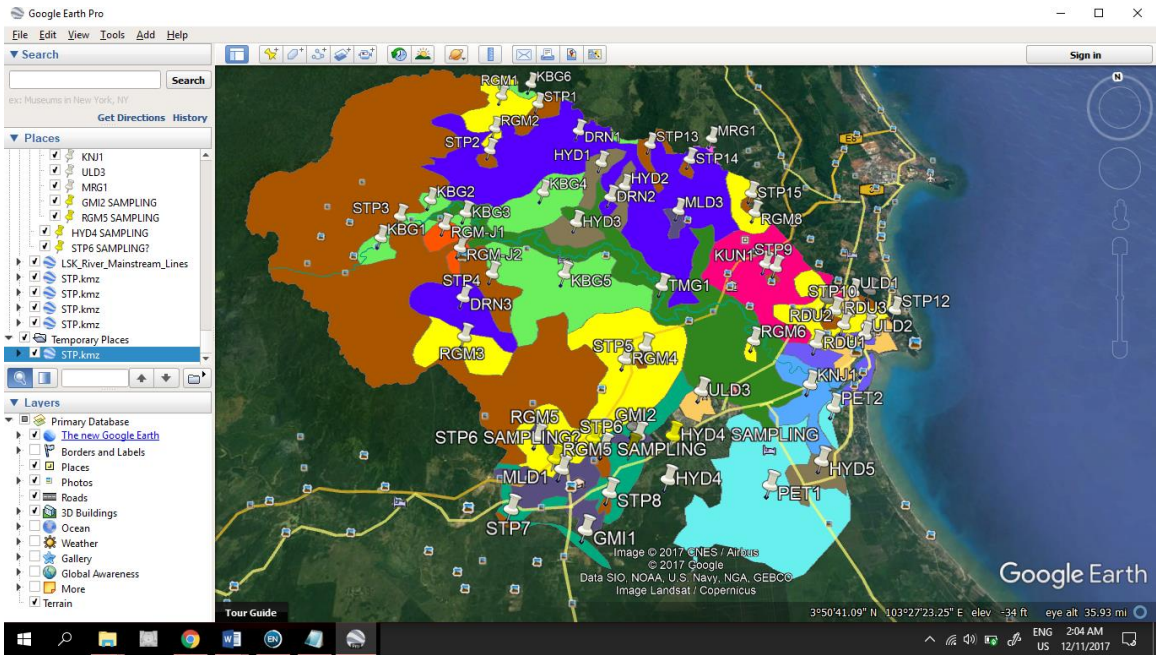 Google Earth Pro
File Edit View Tools Add Help
▼ Search
Search
ex: Museums in New York, NY
Get Directions History
▼ Places
KNJ1
ULD3
MRG1
GMI2 SAMPLING
RGM5 SAMPLING
HYD4 SAMPLING
STP6 SAMPLING?
LSK_River_Mainstream_Lines
STP.kmz
STP.kmz
STP.kmz
STP.kmz
Temporary Places
STP.kmz
▼ Layers
Primary Database
The new Google Earth
Borders and Labels
Places
Photos
Roads
3D Buildings
Ocean
Weather
Gallery
Global Awareness
More
Terrain
Sign in
N
RGM1 KBG6
STP1
RGM2
STP2
DRN1
STP13
MRG1
HYD1
STP14
HYD2
KBG2
KBG4
DRN2
STP15
STP3
KBG3
MLD3
RGM8
KBG1
RGM-J1
HYD3
RGM-J2
KUN1
STP9
STP4
KBG5
TMG1
ULD1
DRN3
STP10
STP12
RDU2
RDU3
ULD2
RGM3
STP5
RGM4
RGM6
RDU1
KNJ1
ULD3
PET2
RGM5
GMI2
STP6 SAMPLING?
STP6
HYD4 SAMPLING
RGM5 SAMPLING
MLD1
HYD4
HYD5
STP8
PET1
STP7
GMI1
Image © 2017 CNES / Airbus
© 2017 Google
Data SIO, NOAA, U.S. Navy, NGA, GEBCO
Image Landsat / Copernicus
Google Earth
Tour Guide
3°50'41.09" N 103°27'23.25" E elev -34 ft eye alt 35.93 mi
ENG 2:04 AM
US 12/11/2017